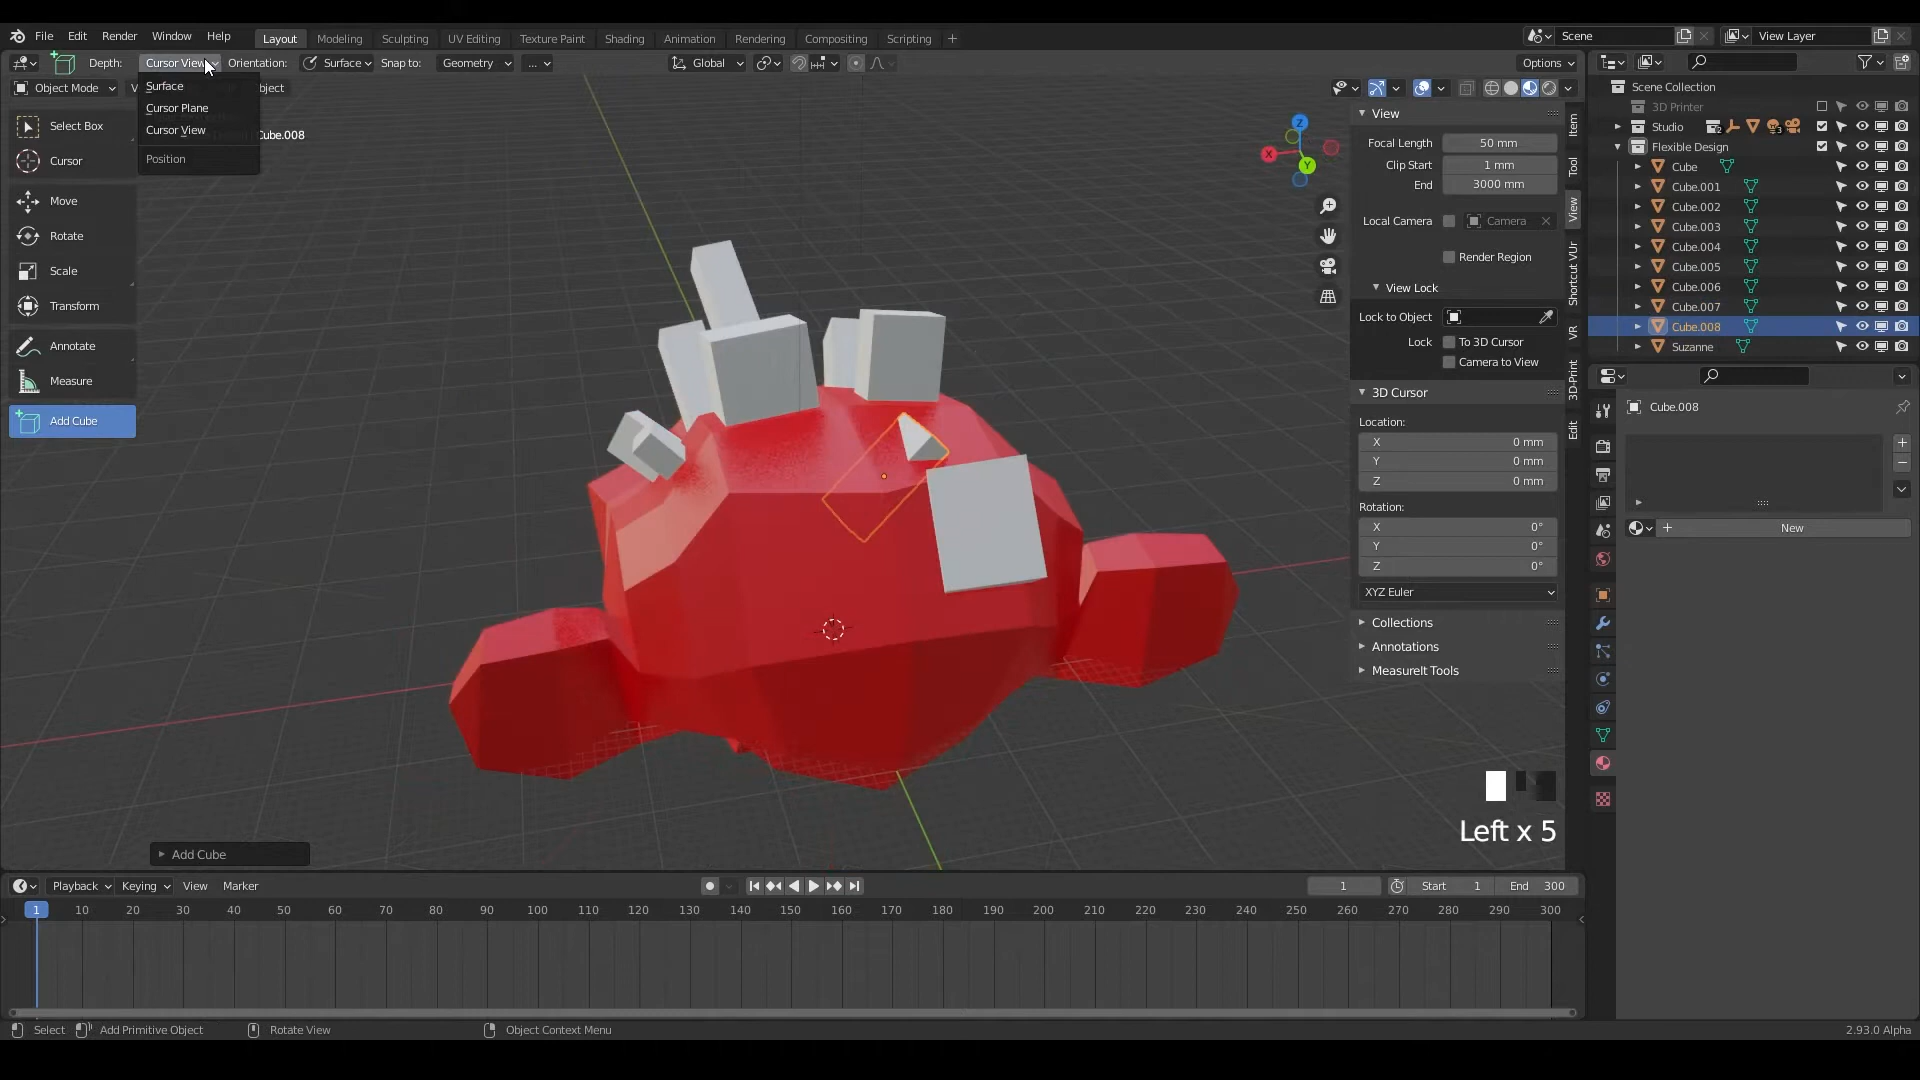 File Edit Render Window Help Layout Modeling Sculpting UV Editing Texture Paint Shading Animation Rendering Compositing Scripting + Scene View Layer
Depth: Cursor View Orientation: Surface Snap to: Geometry ... Global Options
Object Mode V bject
Surface
Cursor Plane
Cursor View
Position
Cube.008
Select Box
Cursor
Move
Rotate
Scale
Transform
Annotate
Measure
Add Cube
Z
X
Y
View
Focal Length 50 mm
Clip Start 1 mm
End 3000 mm
Local Camera Camera
Render Region
View Lock
Lock to Object
Lock To 3D Cursor
Camera to View
3D Cursor
Location:
X 0 mm
Y 0 mm
Z 0 mm
Rotation:
X 0°
Y 0°
Z 0°
XYZ Euler
Collections
Annotations
MeasureIt Tools
Item
Tool
View
Shortcut VUr
VR
3D-Print
Edit
Scene Collection
3D Printer
Studio 2 3
Flexible Design
Cube
Cube.001
Cube.002
Cube.003
Cube.004
Cube.005
Cube.006
Cube.007
Cube.008
Suzanne
Cube.008
New
Left x 5
Add Cube
Playback Keying View Marker 1 Start 1 End 300
1 10 20 30 40 50 60 70 80 90 100 110 120 130 140 150 160 170 180 190 200 210 220 230 240 250 260 270 280 290 300
Select Add Primitive Object Rotate View Object Context Menu 2.93.0 Alpha